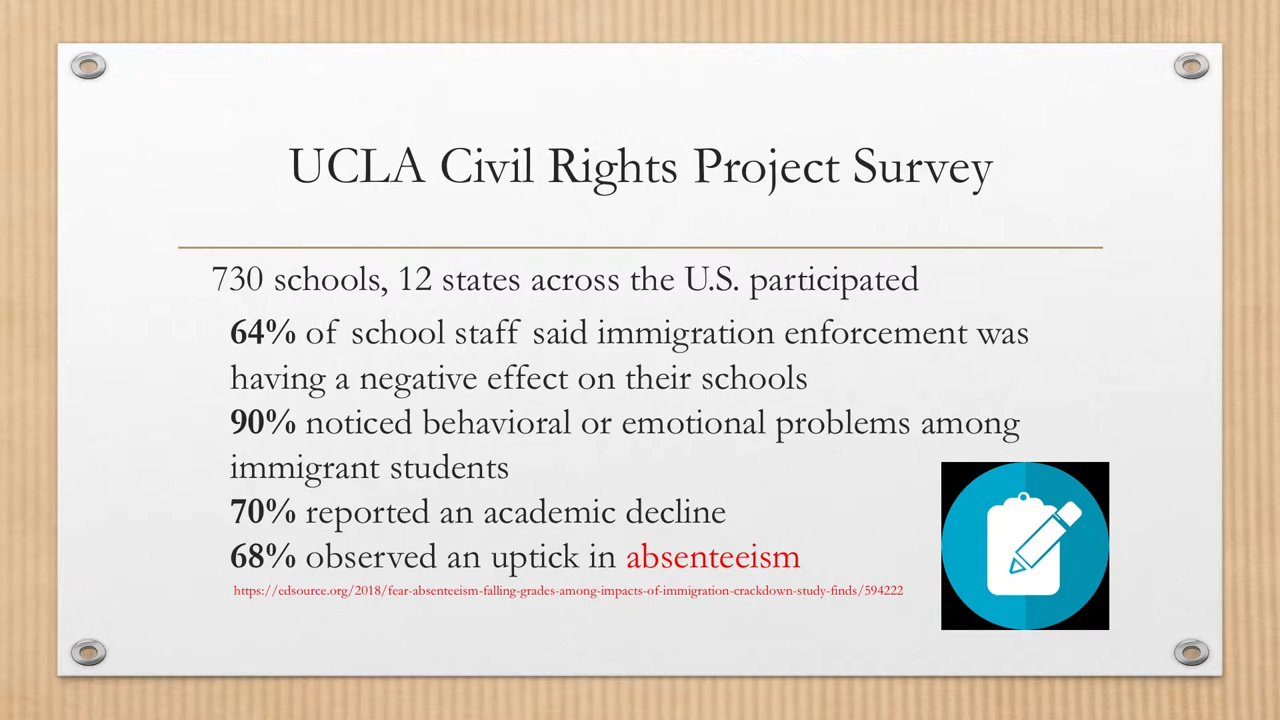 UCLA Civil Rights Project Survey
730 schools, 12 states across the U.S. participated
64% of school staff said immigration enforcement was
having a negative effect on their schools
90% noticed behavioral or emotional problems among
immigrant students
70% reported an academic decline
68% observed an uptick in absenteeism
https://edsource.org/2018/fear-absenteeism-falling-grades-among-impacts-of-immigration-crackdown-study-finds/594222